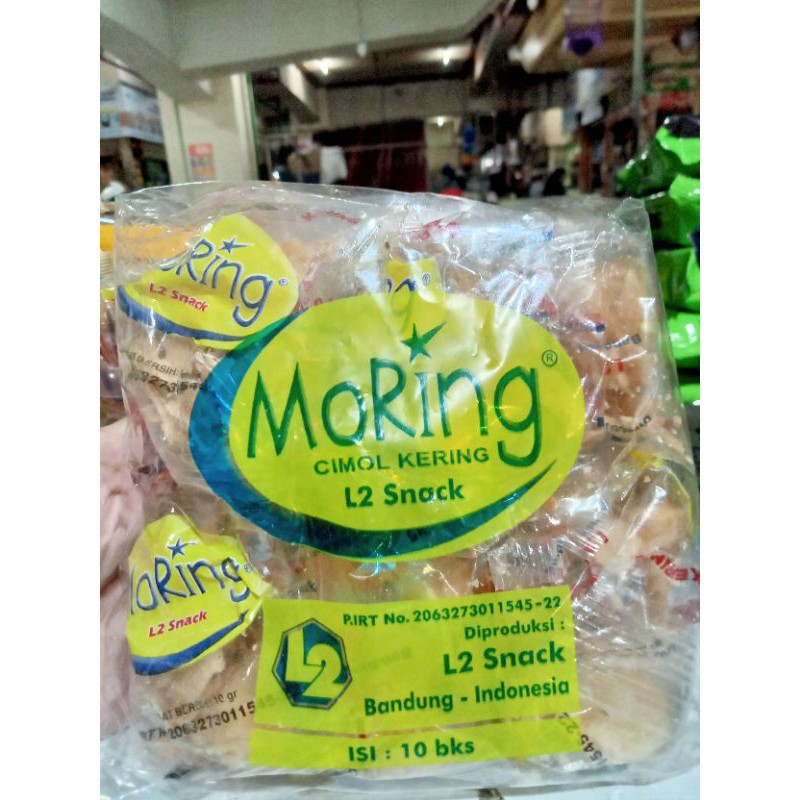 MoRing®
L2 Snack
MoRing®
CIMOL KERING
L2 Snack
MoRing
L2 Snack
P.IRT No. 2063273011545-22
Diproduksi :
L2 Snack
Bandung - Indonesia
L2
ISI : 10 bks